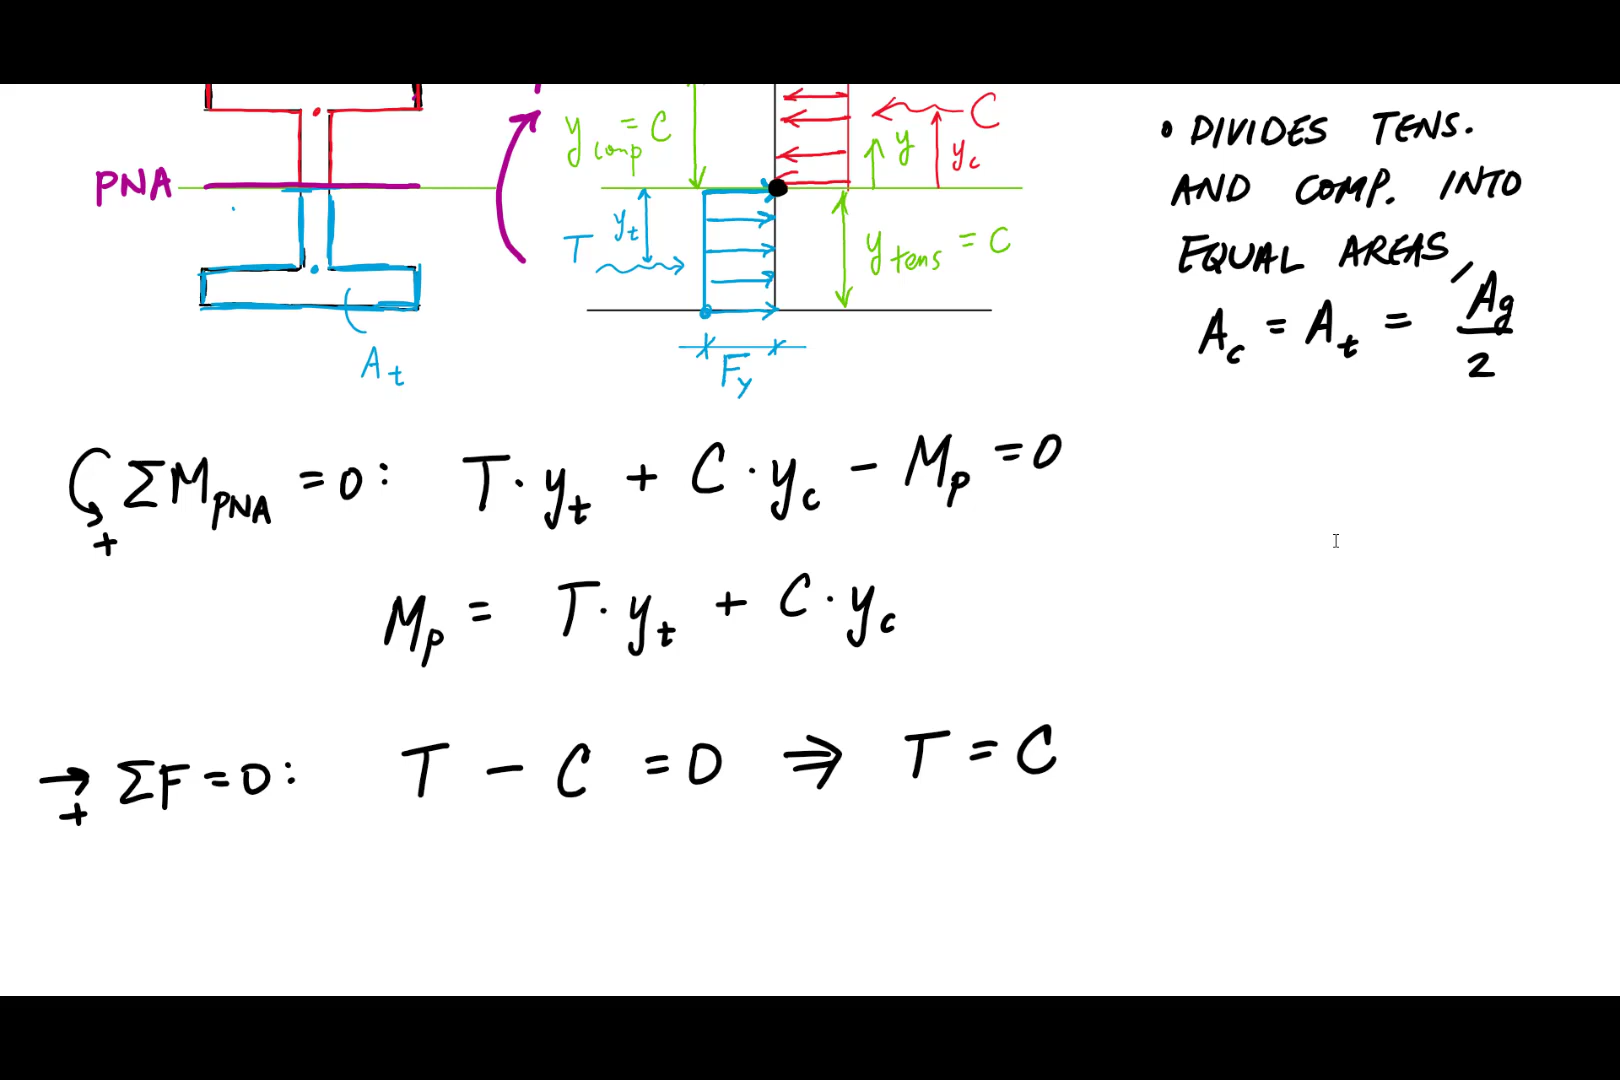 PNA
y comp = C
C
y
y_c
T
y_t
y tens = C
A_t
F_y
• DIVIDES TENS.
AND COMP. INTO
EQUAL AREAS,
A_c = A_t = A_g / 2
+ ΣM_PNA = 0: T · y_t + C · y_c − M_p = 0
M_p = T · y_t + C · y_c
→ + ΣF = 0: T − C = 0 ⇒ T = C